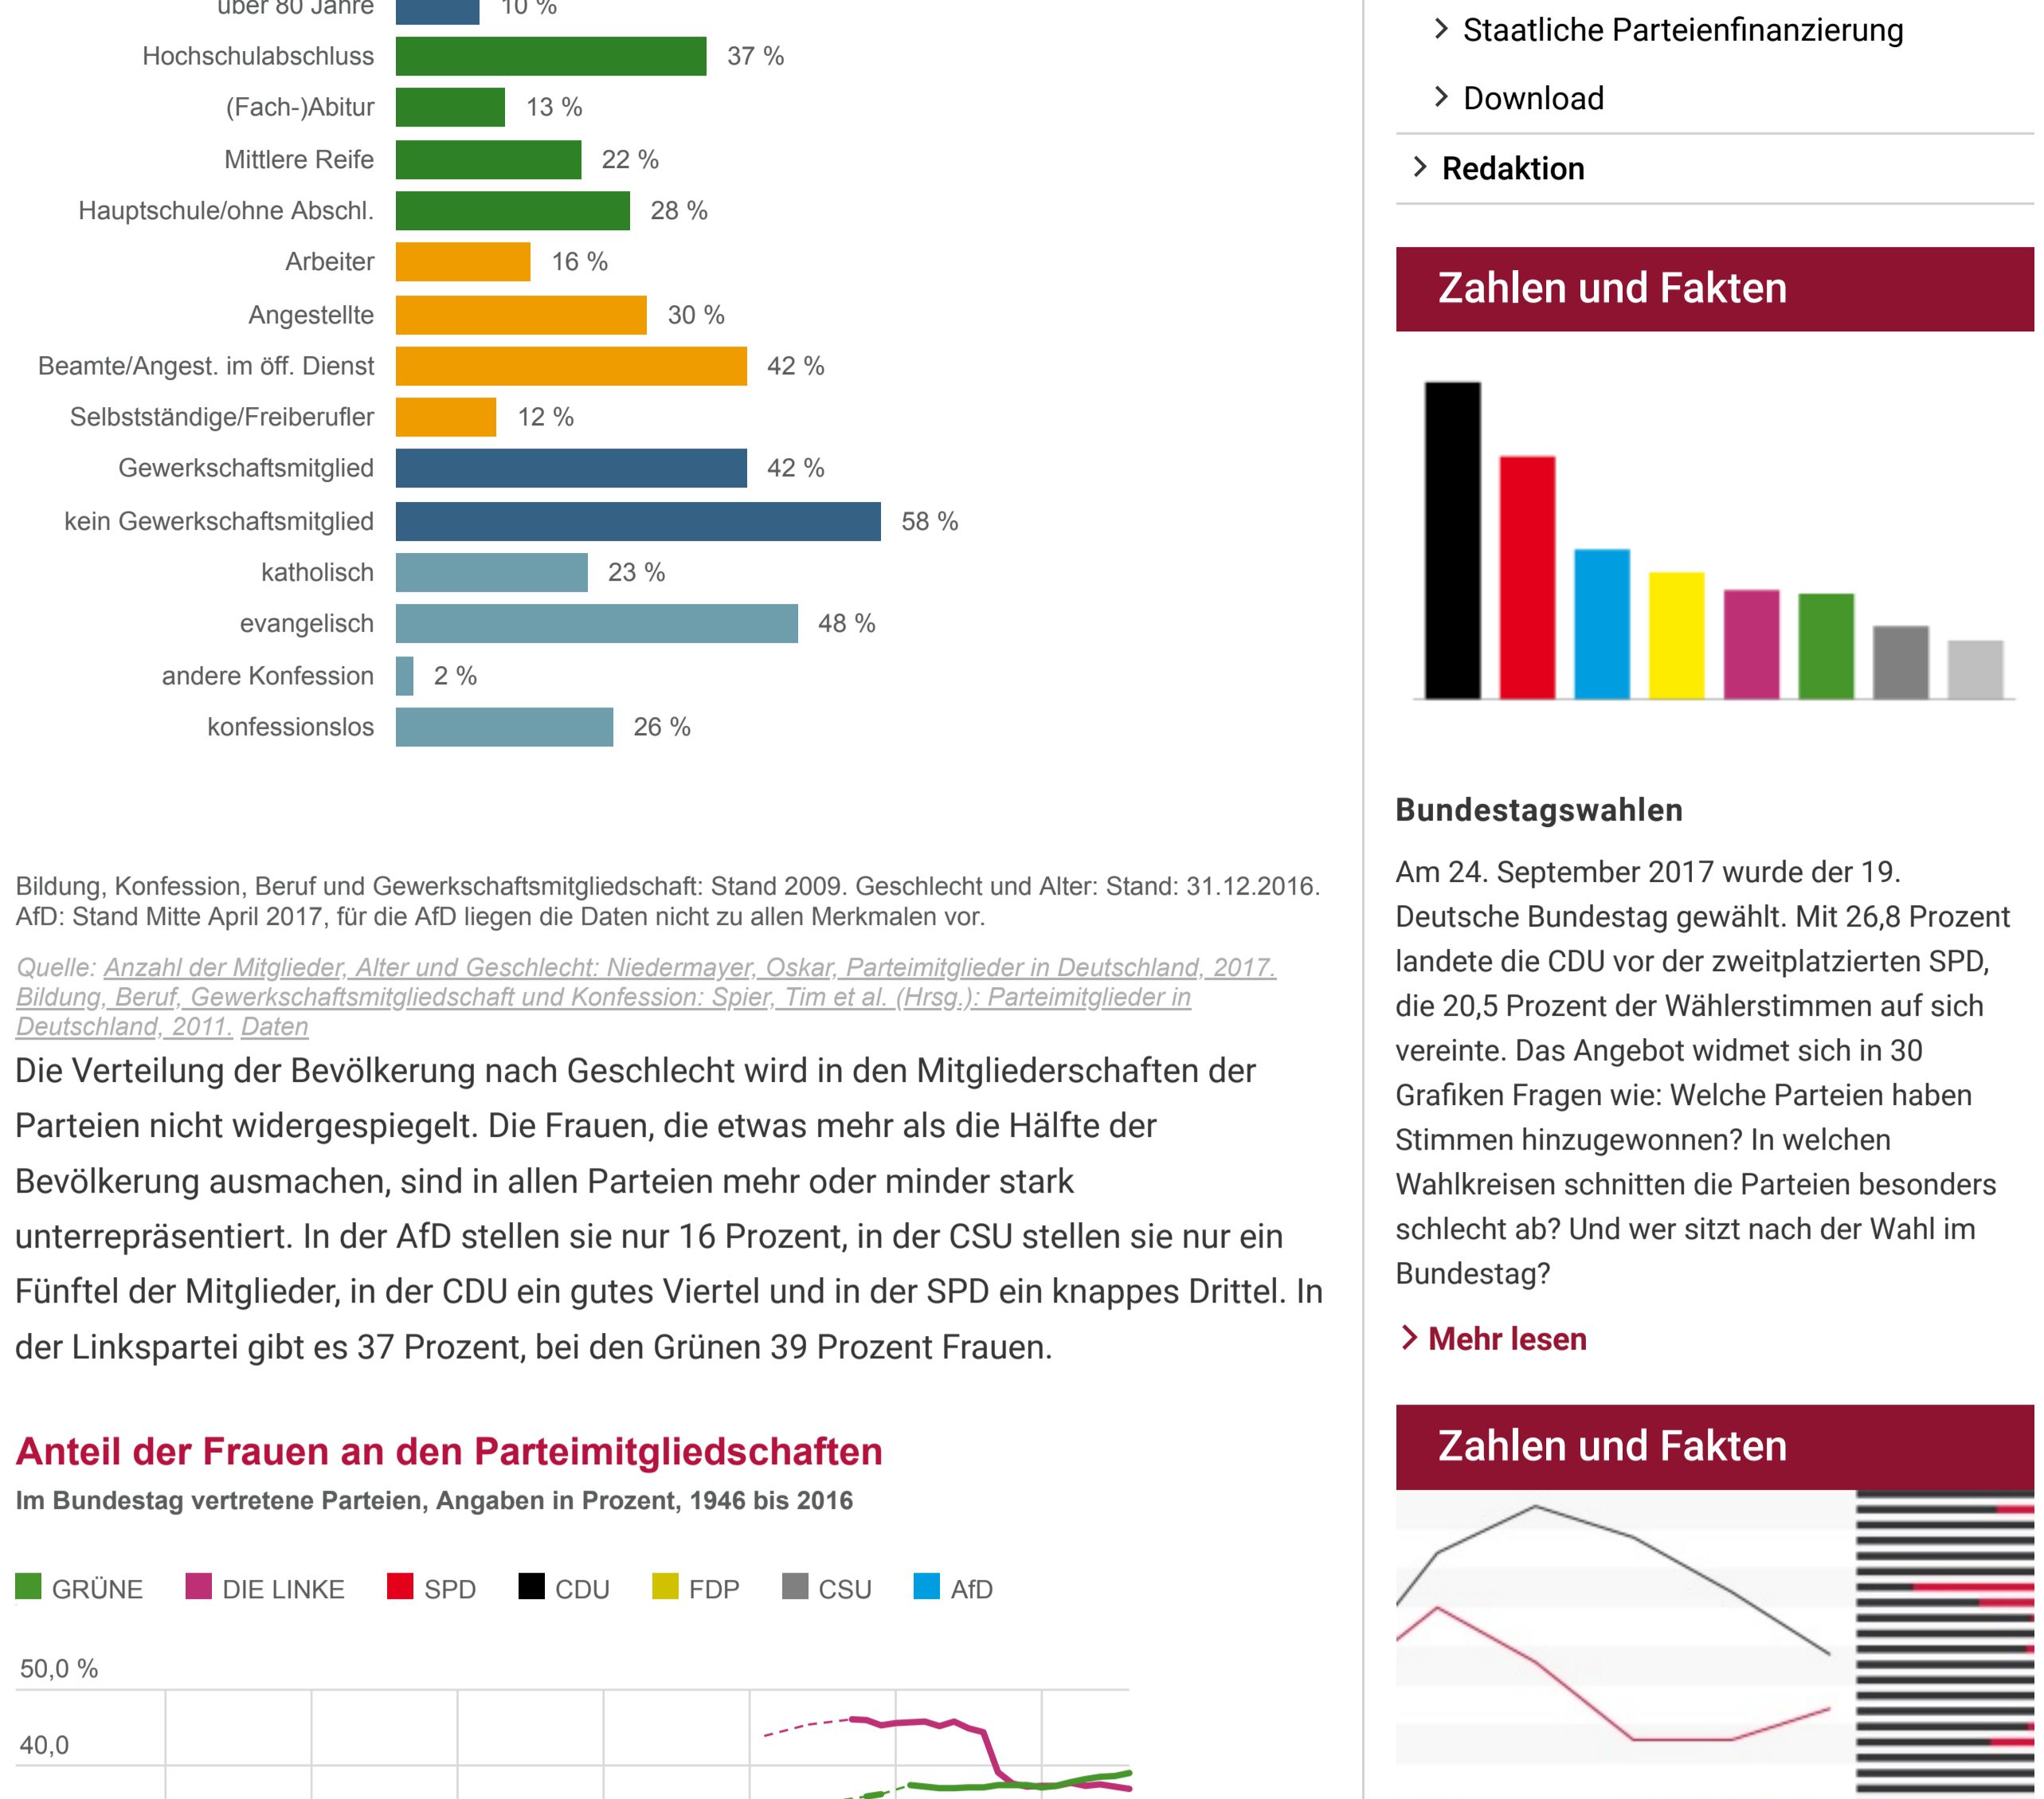 über 80 Jahre 10 %
Hochschulabschluss 37 %
(Fach-)Abitur 13 %
Mittlere Reife 22 %
Hauptschule/ohne Abschl. 28 %
Arbeiter 16 %
Angestellte 30 %
Beamte/Angest. im öff. Dienst 42 %
Selbstständige/Freiberufler 12 %
Gewerkschaftsmitglied 42 %
kein Gewerkschaftsmitglied 58 %
katholisch 23 %
evangelisch 48 %
andere Konfession 2 %
konfessionslos 26 %
Bildung, Konfession, Beruf und Gewerkschaftsmitgliedschaft: Stand 2009. Geschlecht und Alter: Stand: 31.12.2016.
AfD: Stand Mitte April 2017, für die AfD liegen die Daten nicht zu allen Merkmalen vor.
Quelle: Anzahl der Mitglieder, Alter und Geschlecht: Niedermayer, Oskar, Parteimitglieder in Deutschland, 2017.
Bildung, Beruf, Gewerkschaftsmitgliedschaft und Konfession: Spier, Tim et al. (Hrsg.): Parteimitglieder in
Deutschland, 2011. Daten
Die Verteilung der Bevölkerung nach Geschlecht wird in den Mitgliederschaften der
Parteien nicht widergespiegelt. Die Frauen, die etwas mehr als die Hälfte der
Bevölkerung ausmachen, sind in allen Parteien mehr oder minder stark
unterrepräsentiert. In der AfD stellen sie nur 16 Prozent, in der CSU stellen sie nur ein
Fünftel der Mitglieder, in der CDU ein gutes Viertel und in der SPD ein knappes Drittel. In
der Linkspartei gibt es 37 Prozent, bei den Grünen 39 Prozent Frauen.
Anteil der Frauen an den Parteimitgliedschaften
Im Bundestag vertretene Parteien, Angaben in Prozent, 1946 bis 2016
GRÜNE DIE LINKE SPD CDU FDP CSU AfD
50,0 %
40,0
Staatliche Parteienfinanzierung
Download
Redaktion
Zahlen und Fakten
Bundestagswahlen
Am 24. September 2017 wurde der 19.
Deutsche Bundestag gewählt. Mit 26,8 Prozent
landete die CDU vor der zweitplatzierten SPD,
die 20,5 Prozent der Wählerstimmen auf sich
vereinte. Das Angebot widmet sich in 30
Grafiken Fragen wie: Welche Parteien haben
Stimmen hinzugewonnen? In welchen
Wahlkreisen schnitten die Parteien besonders
schlecht ab? Und wer sitzt nach der Wahl im
Bundestag?
Mehr lesen
Zahlen und Fakten